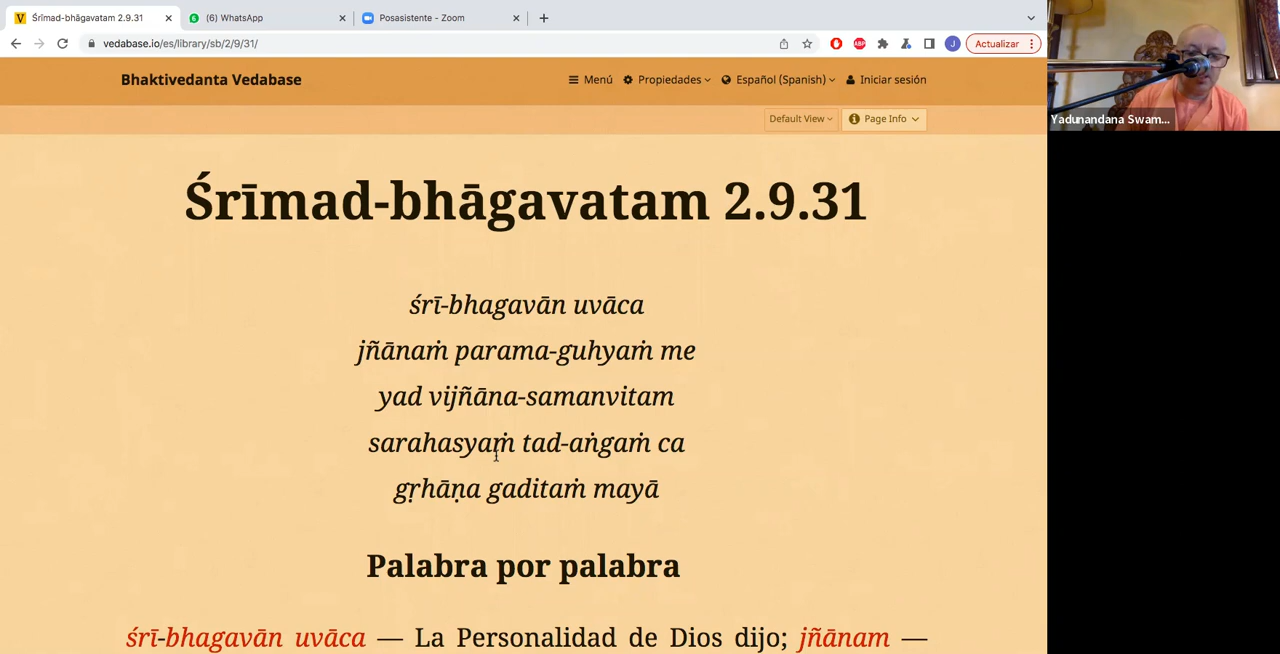 Śrīmad-bhāgavatam 2.9.31
(6) WhatsApp
Posasistente - Zoom
vedabase.io/es/library/sb/2/9/31/
ABP
J
Actualizar
Bhaktivedanta Vedabase
Menú
Propiedades
Español (Spanish)
Iniciar sesión
Default View
Page Info
Yadunandana Swam...
Śrīmad-bhāgavatam 2.9.31
śrī-bhagavān uvāca
jñānaṁ parama-guhyaṁ me
yad vijñāna-samanvitam
sarahasyaṁ tad-aṅgaṁ ca
gṛhāṇa gaditaṁ mayā
Palabra por palabra
śrī-bhagavān uvāca — La Personalidad de Dios dijo; jñānam —